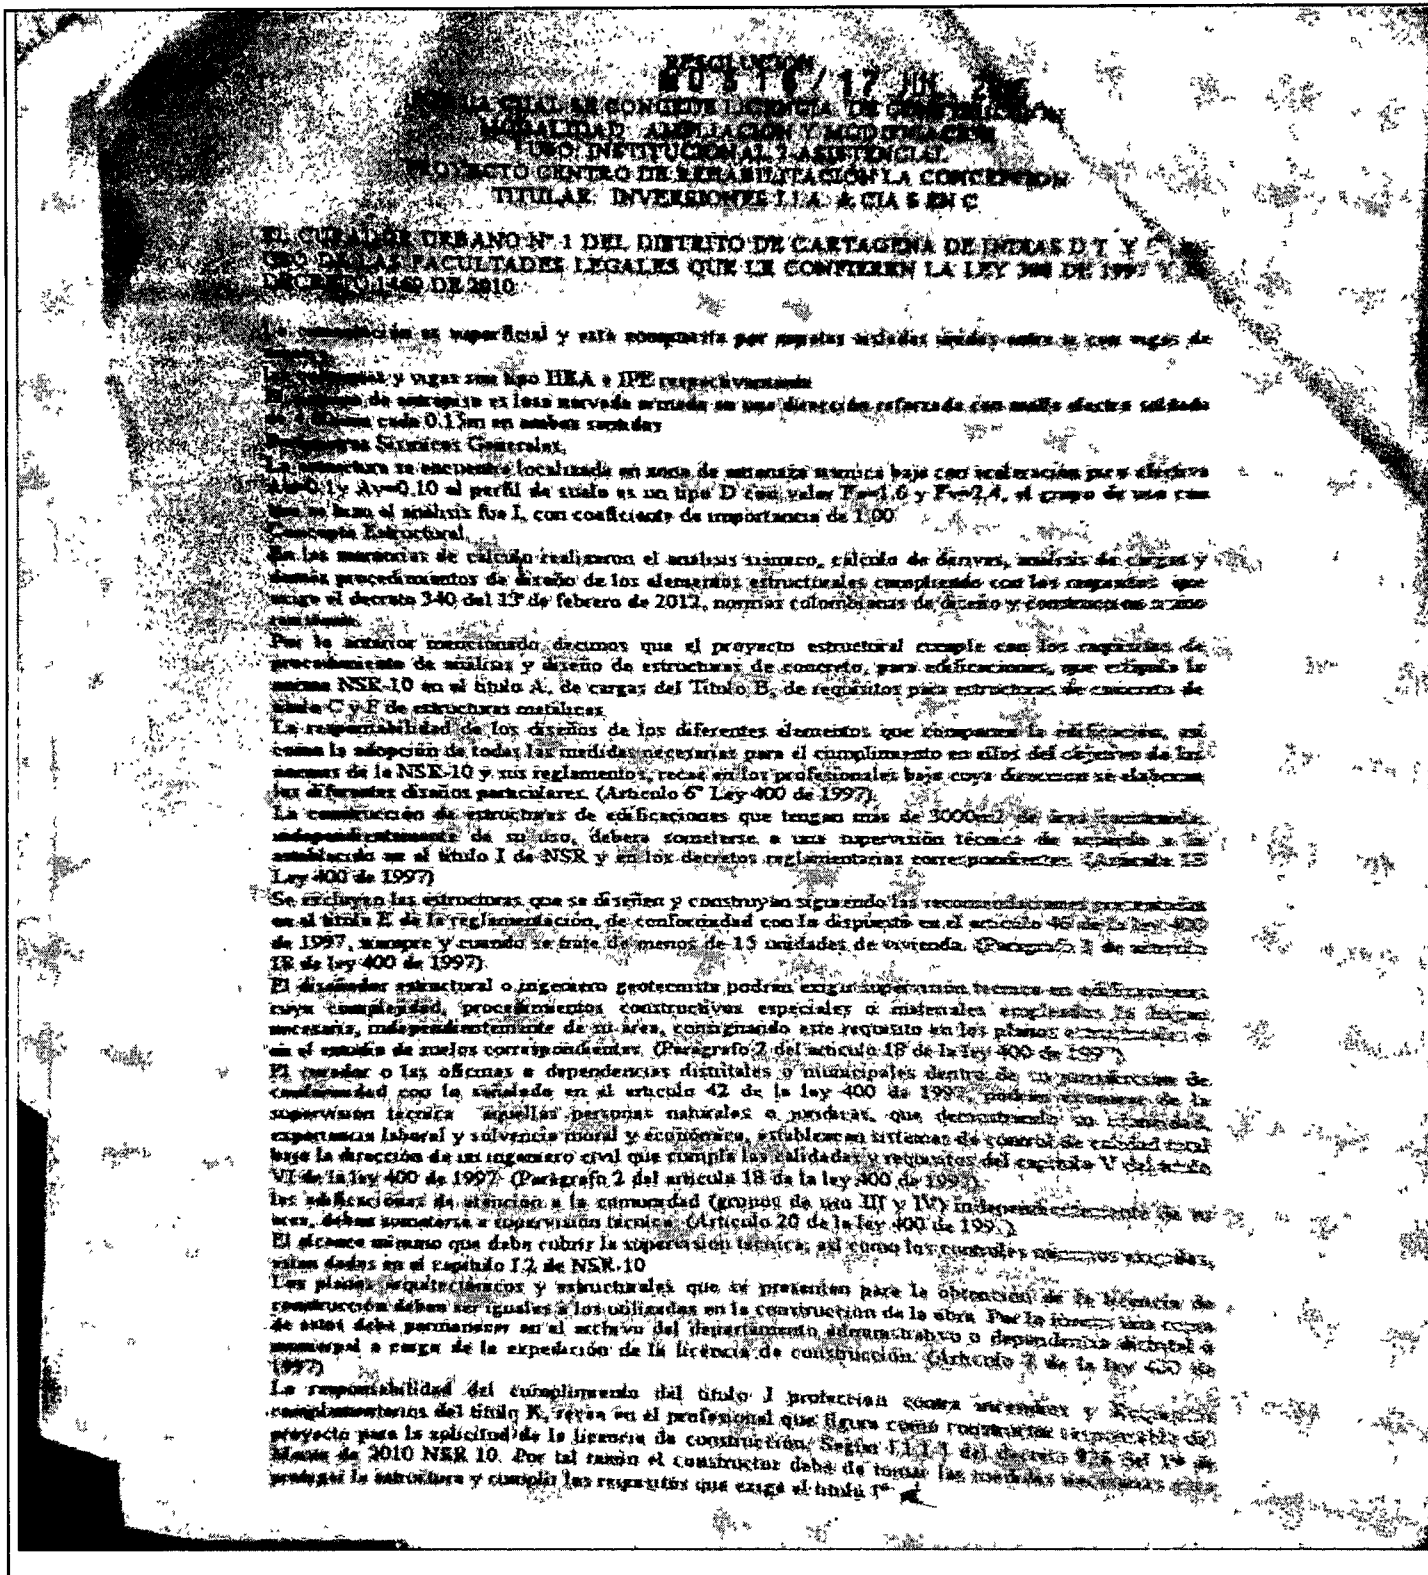 RESOLUCION
0516/17 JUN. 
LA CUAL SE CONCEDE LICENCIA DE CONSTRUCCION
MODALIDAD: AMPLIACION Y MODIFICACION
USO: INSTITUCIONAL 2-ASISTENCIAL
PROYECTO CENTRO DE REHABILITACION LA CONCEPCION
TITULAR: INVERSIONES & CIA S EN C
EL CURADOR URBANO Nº 1 DEL DISTRITO DE CARTAGENA DE INDIAS D T Y C
USO DE LAS FACULTADES LEGALES QUE LE CONFIEREN LA LEY 388 DE 1997 Y
DECRETO 1469 DE 2010
La cimentación es superficial y está compuesta por zapatas aisladas unidas entre si con vigas de
y vigas son tipo HEA e IPE respectivamente
de entrepiso es losa nervada armada en una dirección reforzada con malla electro soldada
de cada 0.15m en ambos sentidos
Parámetros Sísmicos Generales.
La estructura se encuentra localizada en zona de amenaza sísmica baja con aceleración pico efectiva
Aa=0.1 y Av=0.10 el perfil de suelo es un tipo D con valor Fa=1.6 y Fv=2.4, el grupo de uso con
que se hizo el análisis fue I, con coeficiente de importancia de 1.00
Concepto Estructural.
En las memorias de cálculo realizaron el análisis sísmico, cálculo de derivas, análisis de cargas y
demás procedimientos de diseño de los elementos estructurales cumpliendo con los requisitos que
exige el decreto 340 del 13 de febrero de 2012, normas colombianas de diseño y construcción sismo
resistente.
Por lo anterior mencionado decimos que el proyecto estructural cumple con los requisitos de
procedimiento de análisis y diseño de estructuras de concreto, para edificaciones, que estipula la
norma NSR-10 en el titulo A, de cargas del Titulo B, de requisitos para estructuras de concreto de
titulo C y F de estructuras metálicas
La responsabilidad de los diseños de los diferentes elementos que componen la edificación, así
como la adopción de todas las medidas necesarias para el cumplimiento en ellos del objetivo de las
normas de la NSR-10 y sus reglamentos, recae en los profesionales bajo cuya dirección se elaboran
los diferentes diseños particulares. (Artículo 6º Ley 400 de 1997)
La construcción de estructuras de edificaciones que tengan más de 3000m2 de área construida,
independientemente de su uso, deberá someterse a una supervisión técnica de acuerdo a lo
establecido en el título I de NSR y en los decretos reglamentarios correspondientes. (Artículo 18
Ley 400 de 1997)
Se excluyen las estructuras que se diseñen y construyan siguiendo las recomendaciones presentadas
en el título E de la reglamentación, de conformidad con lo dispuesto en el artículo 46 de la ley 400
de 1997, siempre y cuando se trate de menos de 15 unidades de vivienda. (Parágrafo 1 de artículo
18 de ley 400 de 1997)
El diseñador estructural o ingeniero geotecnista podrán exigir supervisión técnica en edificaciones,
cuya complejidad, procedimientos constructivos especiales o materiales empleados la hagan
necesaria, independientemente de su área, consignando este requisito en los planos estructurales o
en el estudio de suelos correspondientes. (Parágrafo 2 del artículo 18 de la ley 400 de 1997)
El curador o las oficinas o dependencias distritales o municipales dentro de su jurisdicción de
conformidad con lo señalado en el artículo 42 de la ley 400 de 1997, podrán exonerar de la
supervisión técnica aquellas personas naturales o jurídicas, que demostrando su idoneidad,
experiencia laboral y solvencia moral y económica, establezcan sistemas de control de calidad total
bajo la dirección de un ingeniero civil que cumpla las calidades y requisitos del capítulo V del titulo
VI de la ley 400 de 1997. (Parágrafo 2 del artículo 18 de la ley 400 de 1997)
las edificaciones de atención a la comunidad (grupos de uso III y IV) independientemente de su
área, deben someterse a supervisión técnica. (Artículo 20 de la ley 400 de 1997)
El alcance mínimo que debe cubrir la supervisión técnica, así como los controles mínimos exigidos,
están dados en el capítulo I.2 de NSR-10
Los planos arquitectónicos y estructurales que se presenten para la obtención de la licencia de
construcción deben ser iguales a los utilizados en la construcción de la obra. Por lo menos una copia
de estos debe permanecer en el archivo del departamento administrativo o dependencia distrital o
municipal a cargo de la expedición de la licencia de construcción. (Artículo 7 de la ley 400 de
1997)
La responsabilidad del cumplimiento del titulo J protección contra incendios y Requisitos
complementarios del titulo K, recae en el profesional que figura como constructor responsable del
proyecto para la solicitud de la licencia de construcción. Según J.1.1.1 del decreto 926 del 19 de
Marzo de 2010 NSR 10. Por tal razón el constructor debe de tomar las medidas necesarias para
proteger la estructura y cumplir los requisitos que exige el titulo J"